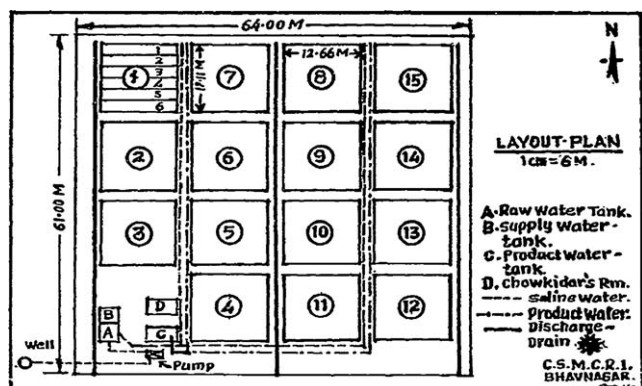 64.00 M
N
61.00 M
1
2
3
4
5
6
1
7
12.66 M
8
15
2
6
9
14
3
5
10
13
4
11
12
LAYOUT-PLAN
1cm=6M.
A. Raw Water Tank.
B. Supply Water-
tank.
C. Product Water-
tank.
D. Chowkidar's Rm.
Saline water.
Product Water.
Discharge-
Drain
C.S.M.C.R.I.
BHAVNAGAR.
B
A
D
C
Well
Pump